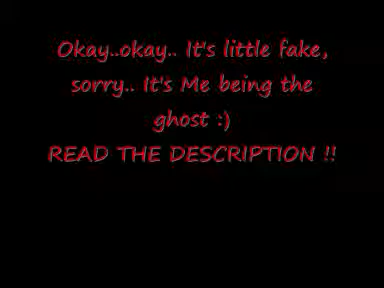 Okay..okay.. It's little fake,
sorry.. It's Me being the
ghost :)
READ THE DESCRIPTION !!